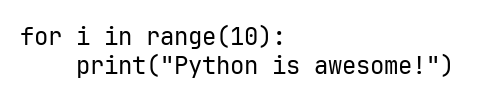 for i in range(10):
    print("Python is awesome!")